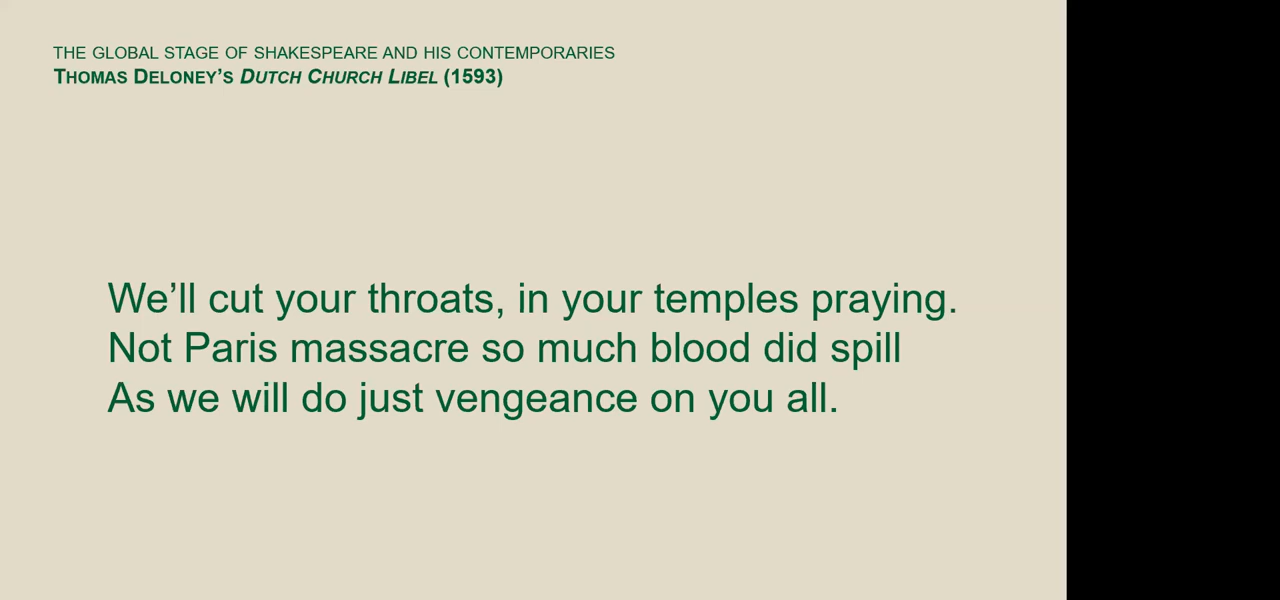 THE GLOBAL STAGE OF SHAKESPEARE AND HIS CONTEMPORARIES
THOMAS DELONEY’S DUTCH CHURCH LIBEL (1593)
We’ll cut your throats, in your temples praying.
Not Paris massacre so much blood did spill
As we will do just vengeance on you all.